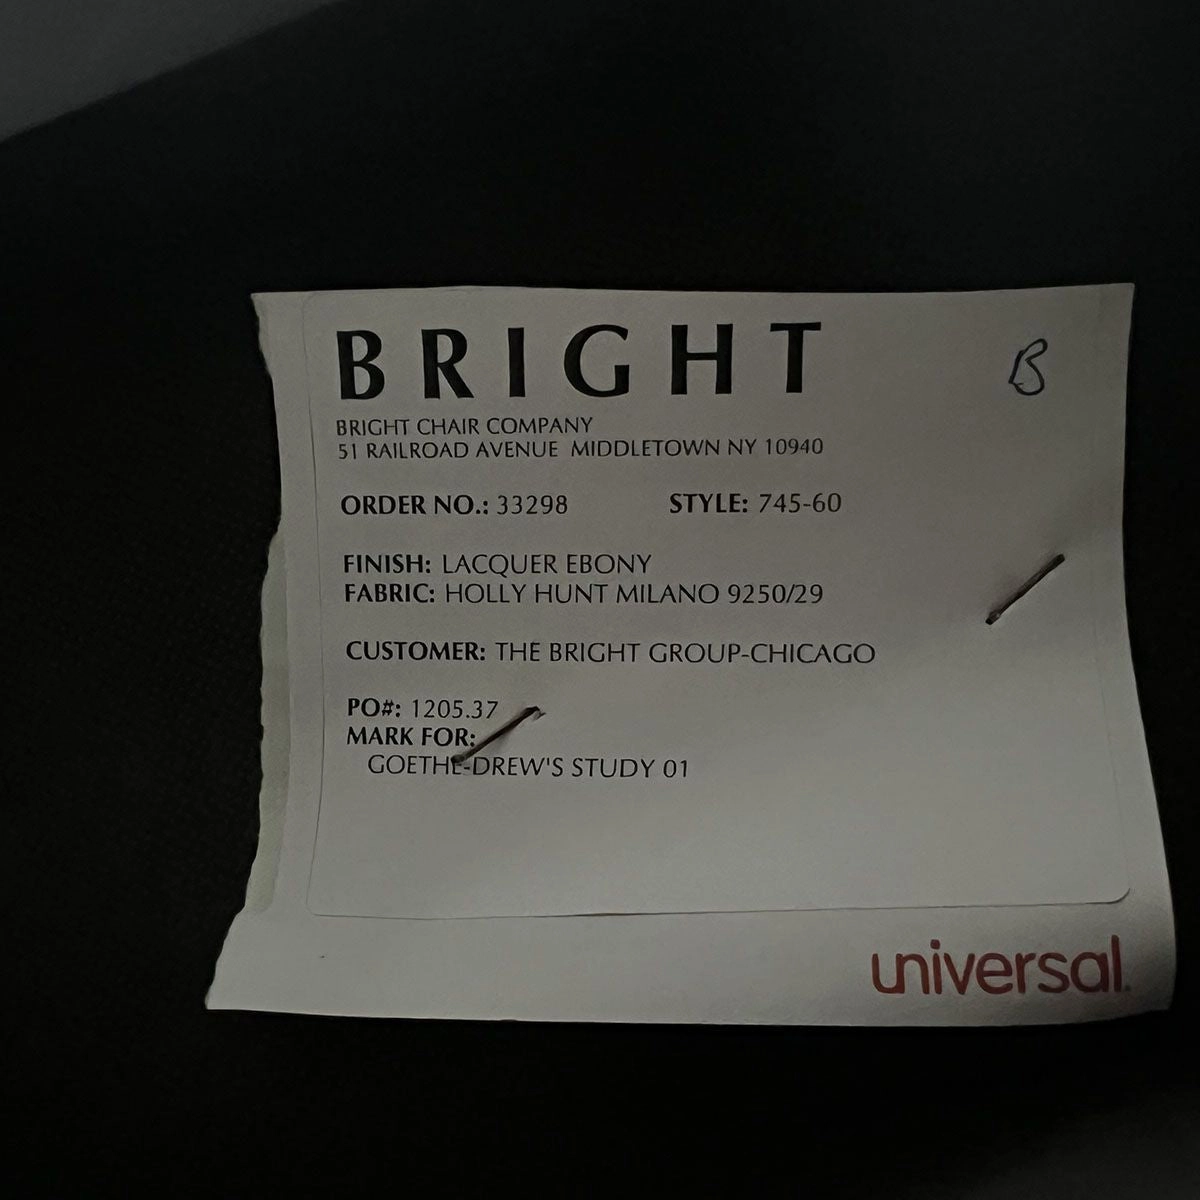 BRIGHT
B
BRIGHT CHAIR COMPANY
51 RAILROAD AVENUE MIDDLETOWN NY 10940
ORDER NO.: 33298 STYLE: 745-60
FINISH: LACQUER EBONY
FABRIC: HOLLY HUNT MILANO 9250/29
CUSTOMER: THE BRIGHT GROUP-CHICAGO
PO#: 1205.37
MARK FOR:
GOETHE-DREW'S STUDY 01
universal.